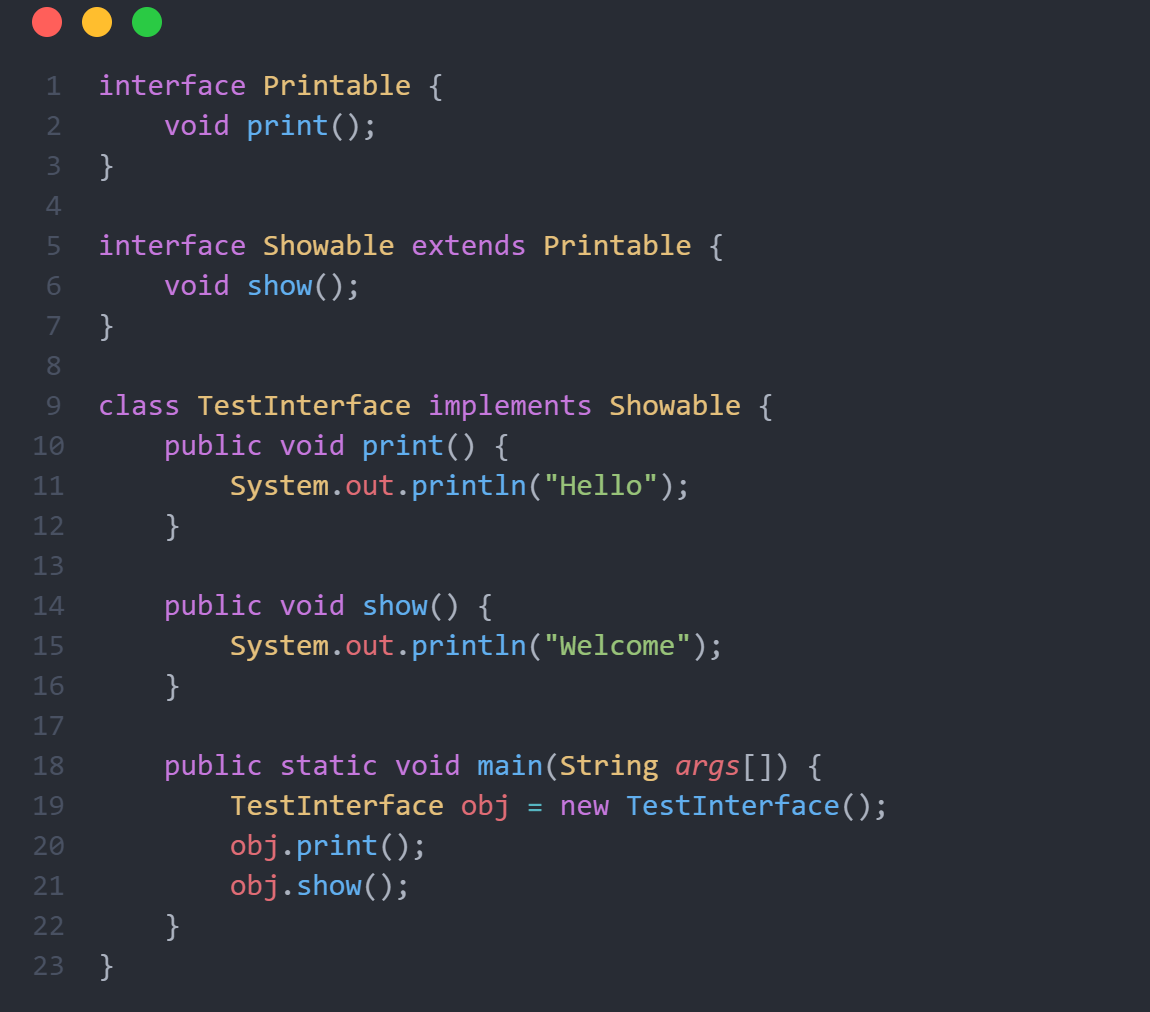 1 interface Printable {
2     void print();
3 }
4
5 interface Showable extends Printable {
6     void show();
7 }
8
9 class TestInterface implements Showable {
10     public void print() {
11         System.out.println("Hello");
12     }
13
14     public void show() {
15         System.out.println("Welcome");
16     }
17
18     public static void main(String args[]) {
19         TestInterface obj = new TestInterface();
20         obj.print();
21         obj.show();
22     }
23 }